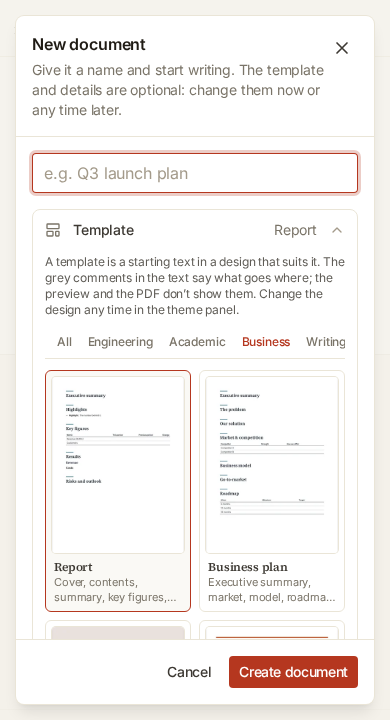 New document
Give it a name and start writing. The template
and details are optional: change them now or
any time later.
e.g. Q3 launch plan
Template
Report
A template is a starting text in a design that suits it. The
grey comments in the text say what goes where; the
preview and the PDF don't show them. Change the
design any time in the theme panel.
All Engineering Academic Business Writing
Executive summary
Highlights
Key figures
Results
Risks and outlook
Executive summary
The problem
Our solution
Market & competition
Business model
Go-to-market
Roadmap
Report
Cover, contents,
summary, key figures,...
Business plan
Executive summary,
market, model, roadma...
Cancel
Create document